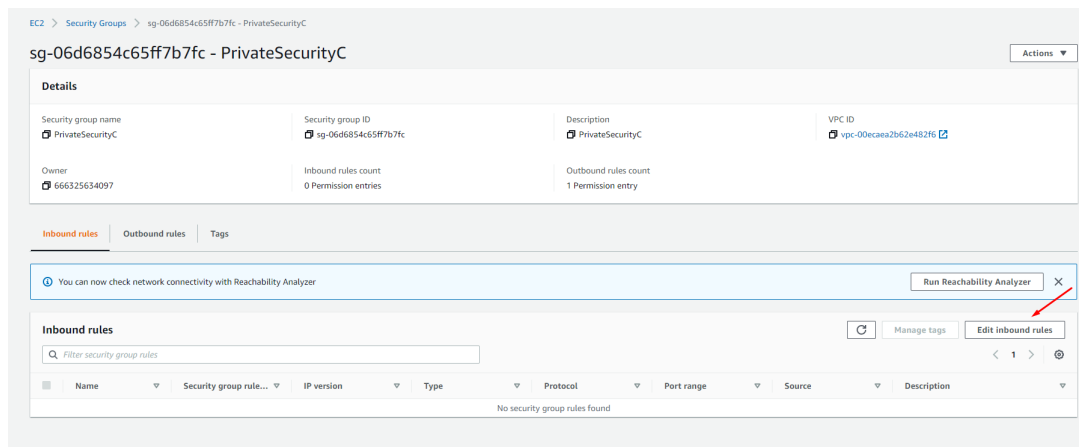 EC2 > Security Groups > sg-06d6854c65ff7b7fc - PrivateSecurityC
sg-06d6854c65ff7b7fc - PrivateSecurityC
Actions
Details
Security group name
PrivateSecurityC
Security group ID
sg-06d6854c65ff7b7fc
Description
PrivateSecurityC
VPC ID
vpc-00ecaea2b62e482f6
Owner
666325634097
Inbound rules count
0 Permission entries
Outbound rules count
1 Permission entry
Inbound rules Outbound rules Tags
You can now check network connectivity with Reachability Analyzer
Run Reachability Analyzer
Inbound rules
Manage tags
Edit inbound rules
Filter security group rules
1
Name Security group rule... IP version Type Protocol Port range Source Description
No security group rules found